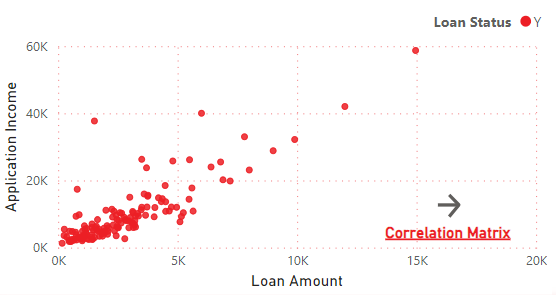 Loan Status Y
60K
40K
20K
0K
Application Income
Correlation Matrix
0K 5K 10K 15K 20K
Loan Amount